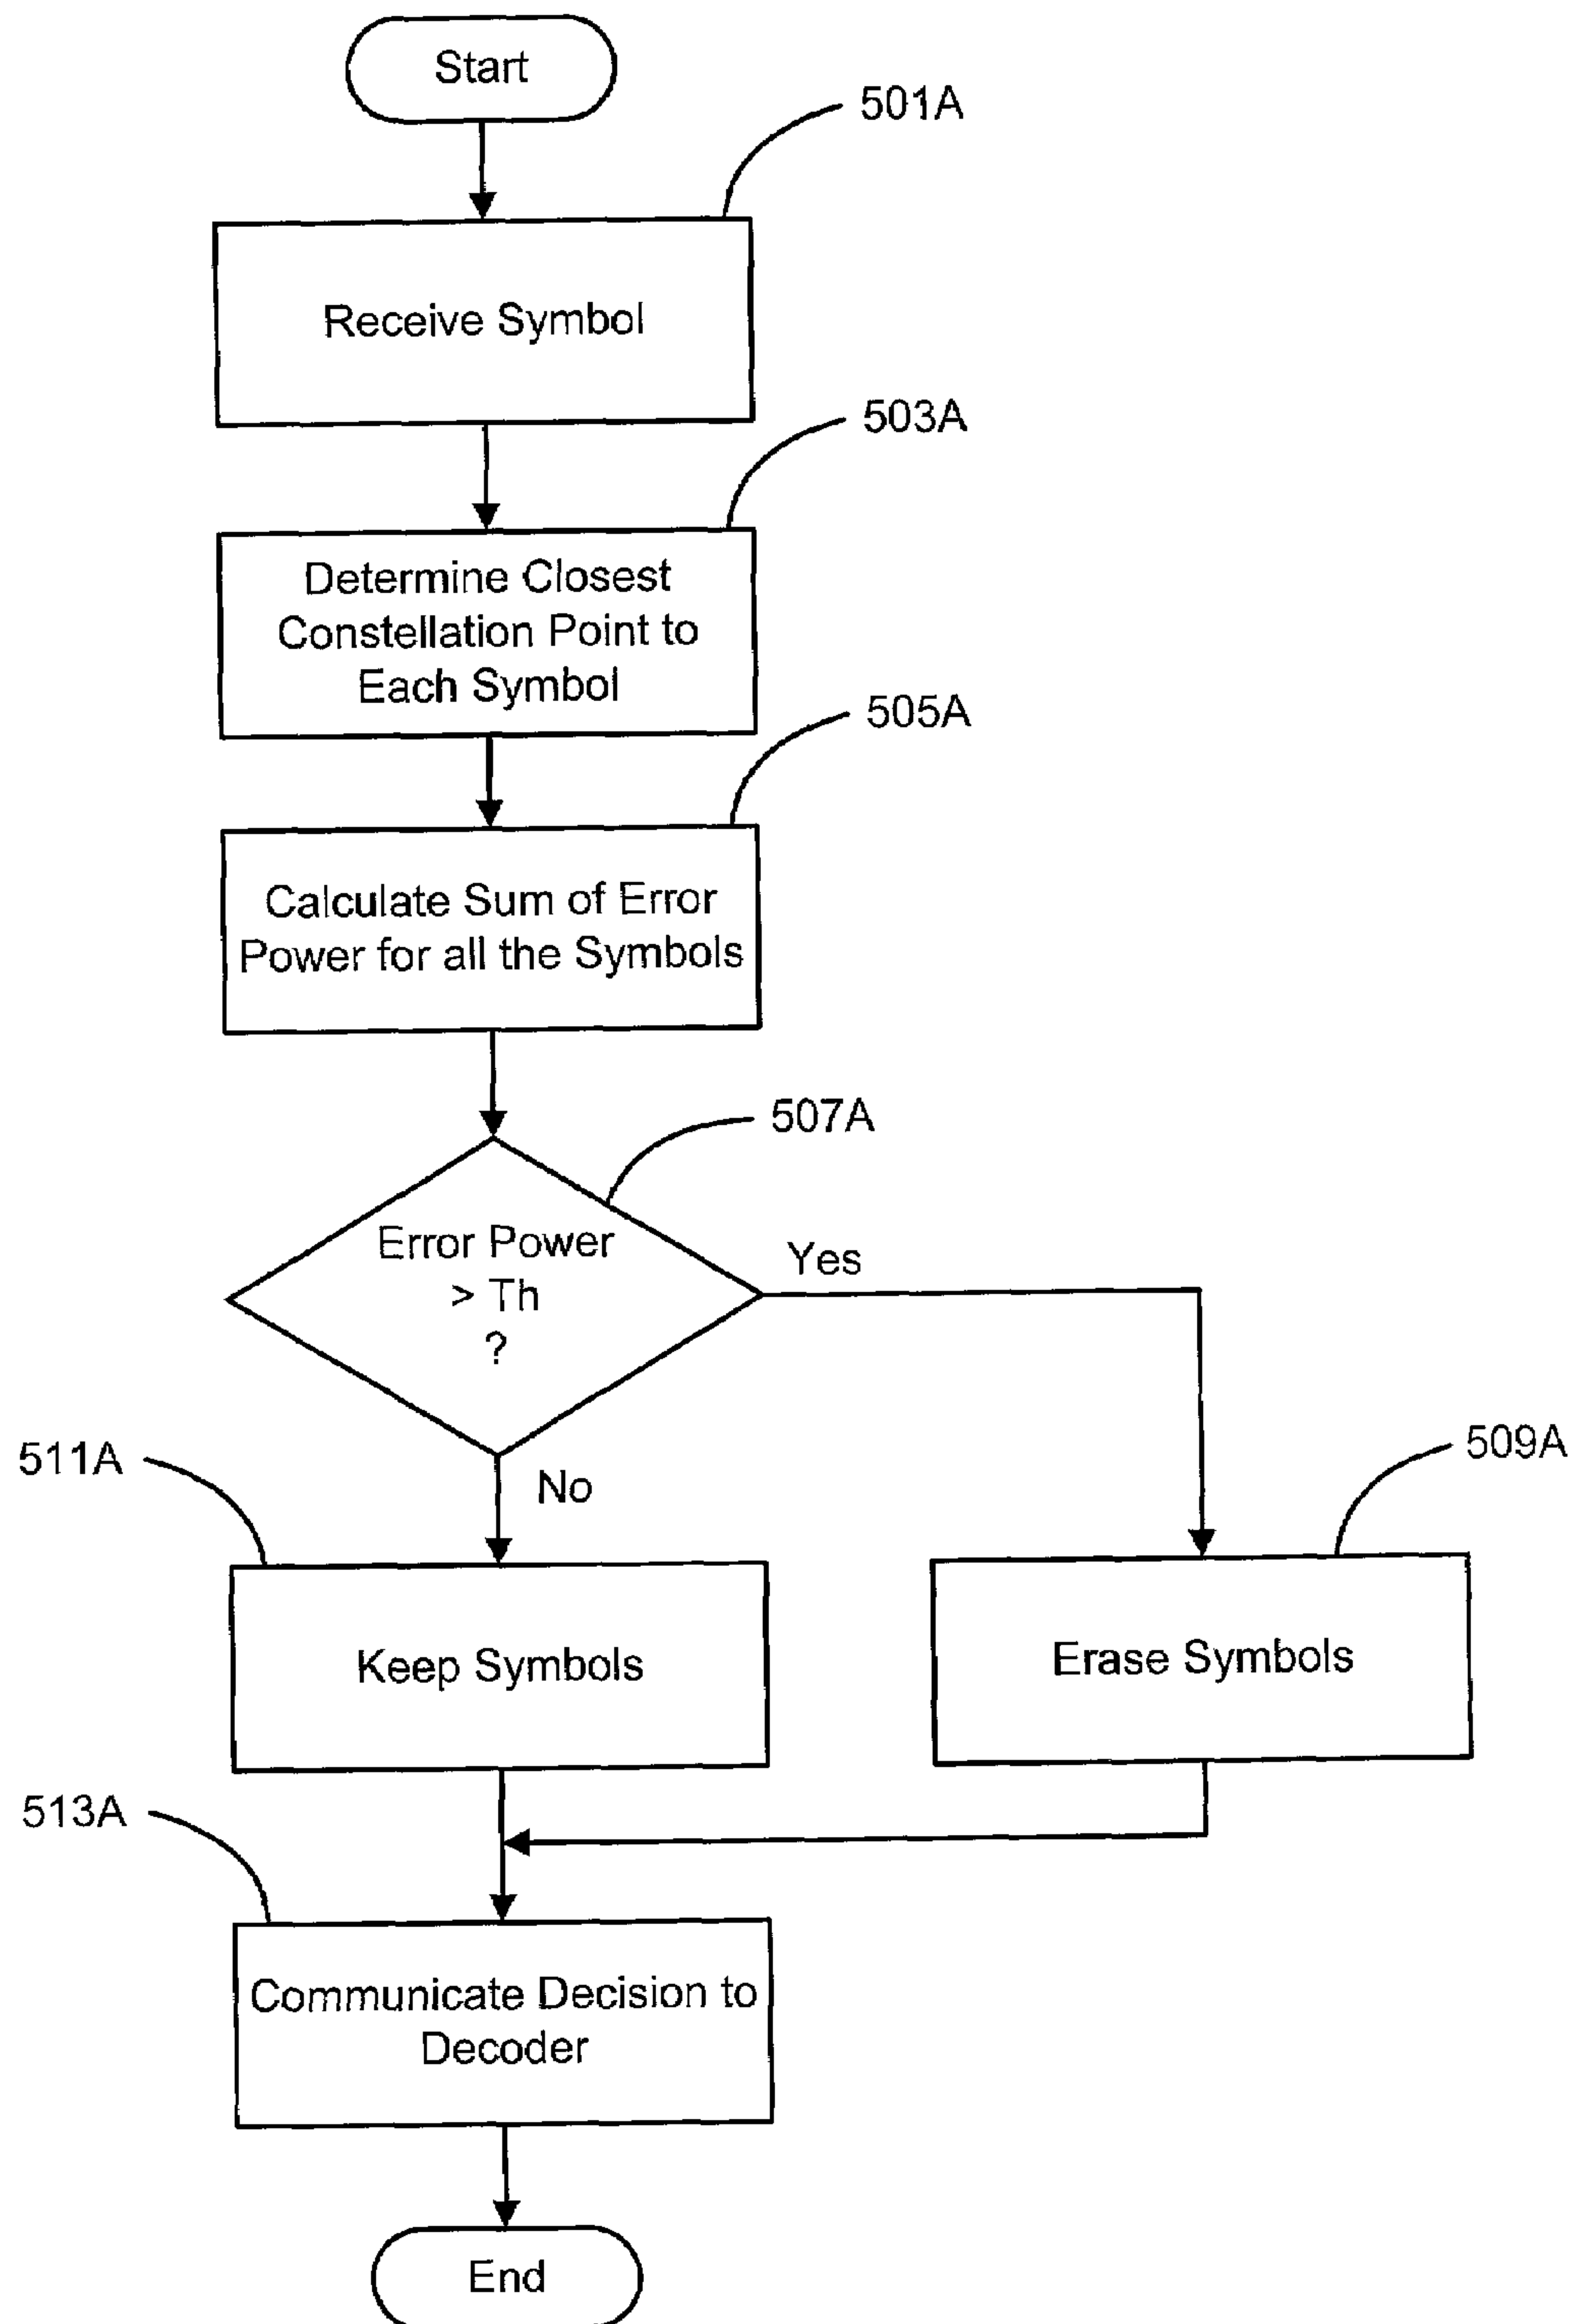 Start
501A
Receive Symbol
503A
Determine Closest
Constellation Point to
Each Symbol
505A
Calculate Sum of Error
Power for all the Symbols
507A
Error Power
> Th
?
Yes
No
511A
509A
Keep Symbols
Erase Symbols
513A
Communicate Decision to
Decoder
End